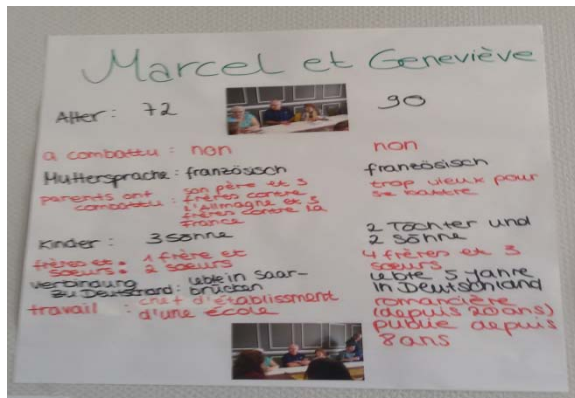 Marcel et Geneviève
Alter : 72 90
a combattu : non non
Muttersprache : französisch französisch
parents ont combattu : son père et 3 frères contre l'allmagne et 3 frères contre la france trop vieux pour se battre
Kinder : 3 Söhne 2 Töchter und 2 Söhne
frères et soeurs : 1 frère et 2 soeurs 4 frères et 3 soeurs
Verbindung zu Deutschland : lebte in Saarbrücken lebte 5 Jahre in Deutschland
travail : chef d'établissment d'une école romancière (depuis 20 ans) publie depuis 8 ans